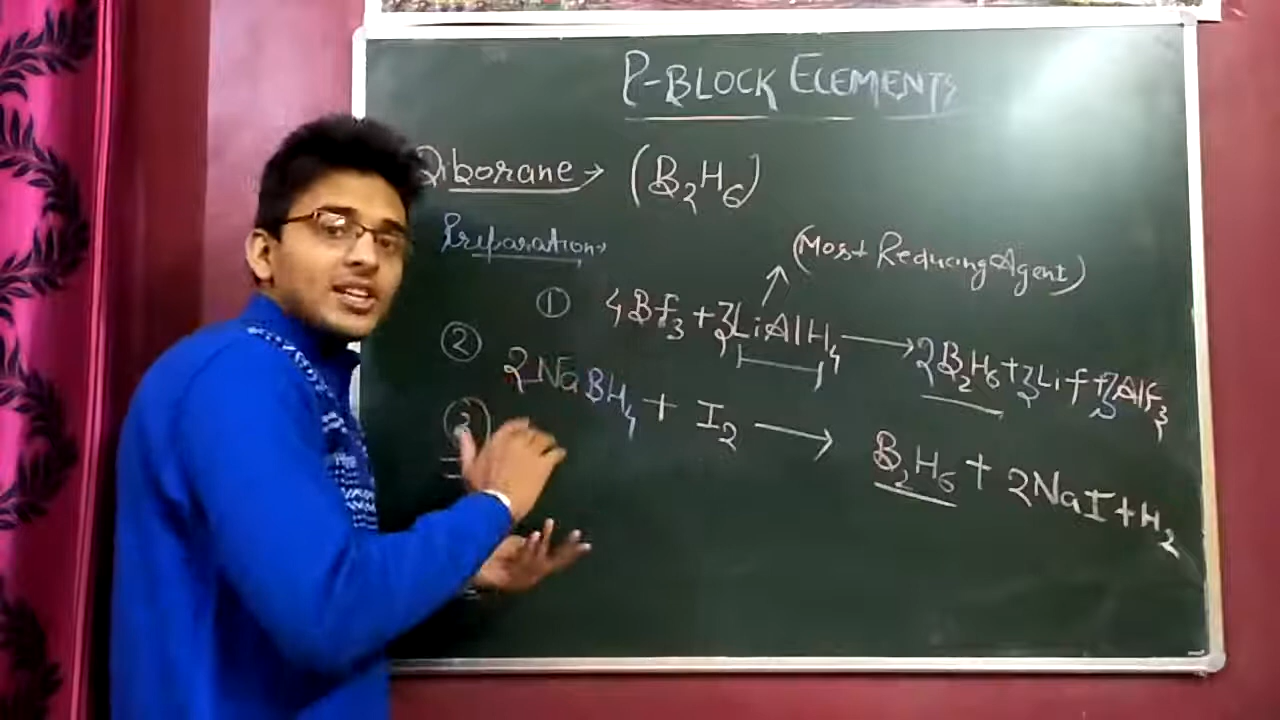 P-BLOCK ELEMENTS
Diborane → (B₂H₆)
Preparation→
(Most Reducing Agent)
① 4Bf₃ + 3LiAlH₄ → 2B₂H₆ + 3Lif + 3Alf₃
② 2NaBH₄ + I₂ → B₂H₆ + 2NaI + H₂
③